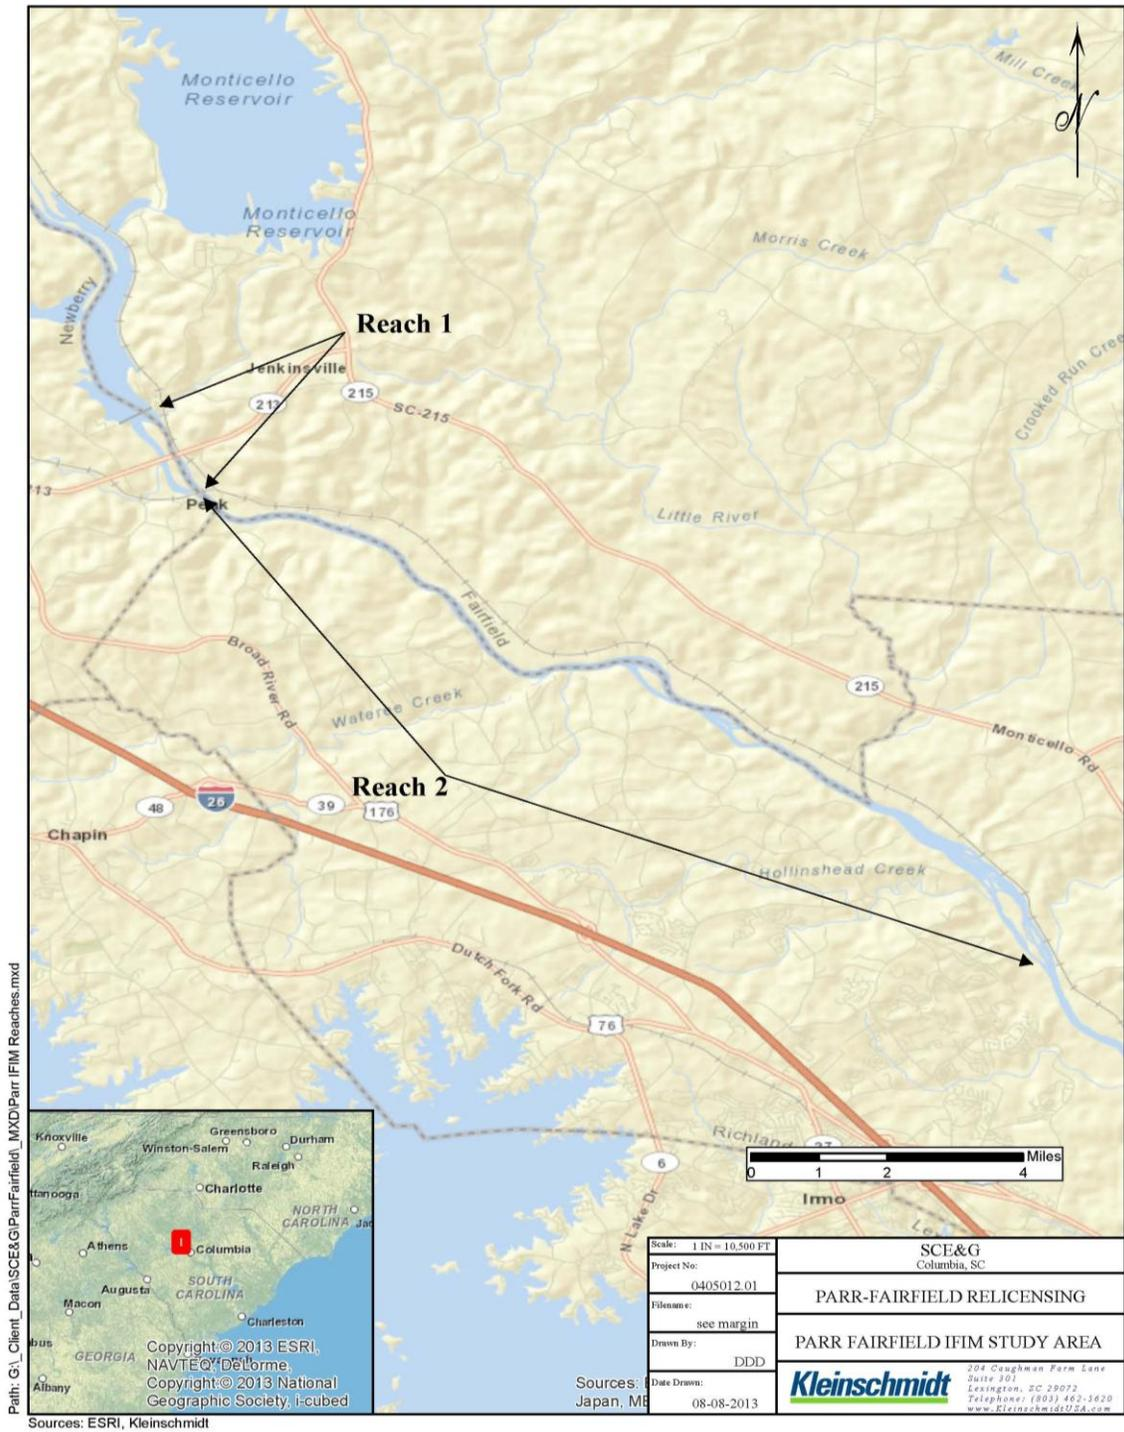 Monticello
Reservoir
Mill Creek
Monticello
Reservoir
Morris Creek
Newberry
Reach 1
Jenkinsville
215
213
SC-215
Crooked Run Cree
13
Peak
Little River
Fairfield
215
Broad River Rd
Wateree Creek
Monticello Rd
Reach 2
26
48
39
176
Chapin
Hollinshead Creek
Dutch Fork Rd
76
Richland
6
Miles
0 1 2 4
Irmo
N Lake Dr
Knoxville
Greensboro
Winston-Salem
Durham
Raleigh
ttanooga
Charlotte
NORTH
CAROLINA
Athens
Columbia
Augusta
SOUTH
CAROLINA
Macon
Charleston
bus
GEORGIA
Albany
Copyright:© 2013 ESRI,
NAVTEQ, DeLorme,
Copyright:© 2013 National
Geographic Society, i-cubed
Sources:
Japan, ME
Scale: 1 IN = 10,500 FT
Project No:
0405012.01
Filename:
see margin
Drawn By:
DDD
Date Drawn:
08-08-2013
SCE&G
Columbia, SC
PARR-FAIRFIELD RELICENSING
PARR FAIRFIELD IFIM STUDY AREA
Kleinschmidt
204 Caughman Farm Lane
Suite 301
Lexington, SC 29072
Telephone: (803) 462-5620
www.KleinschmidtUSA.com
Path: G:\_Client_Data\SCE&G\ParrFairfield\_MXD\Parr IFIM Reaches.mxd
Sources: ESRI, Kleinschmidt